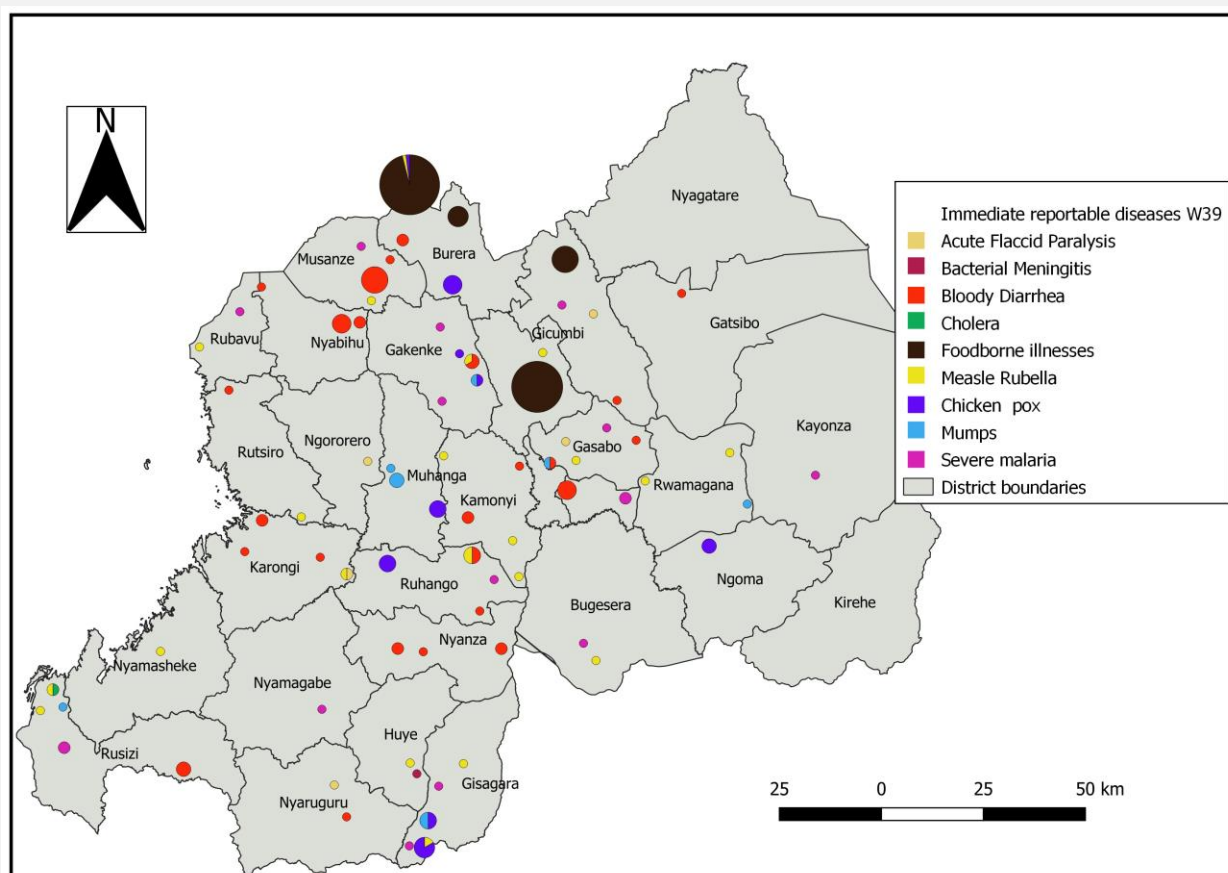 N
Nyagatare
Musanze
Burera
Rubavu
Nyabihu
Gakenke
Gicumbi
Gatsibo
Rutsiro
Ngororero
Muhanga
Gasabo
Kayonza
Kamonyi
Rwamagana
Karongi
Ruhango
Ngoma
Bugesera
Kirehe
Nyanza
Nyamasheke
Nyamagabe
Huye
Rusizi
Gisagara
Nyaruguru
Immediate reportable diseases W39
Acute Flaccid Paralysis
Bacterial Meningitis
Bloody Diarrhea
Cholera
Foodborne illnesses
Measle Rubella
Chicken pox
Mumps
Severe malaria
District boundaries
25 0 25 50 km